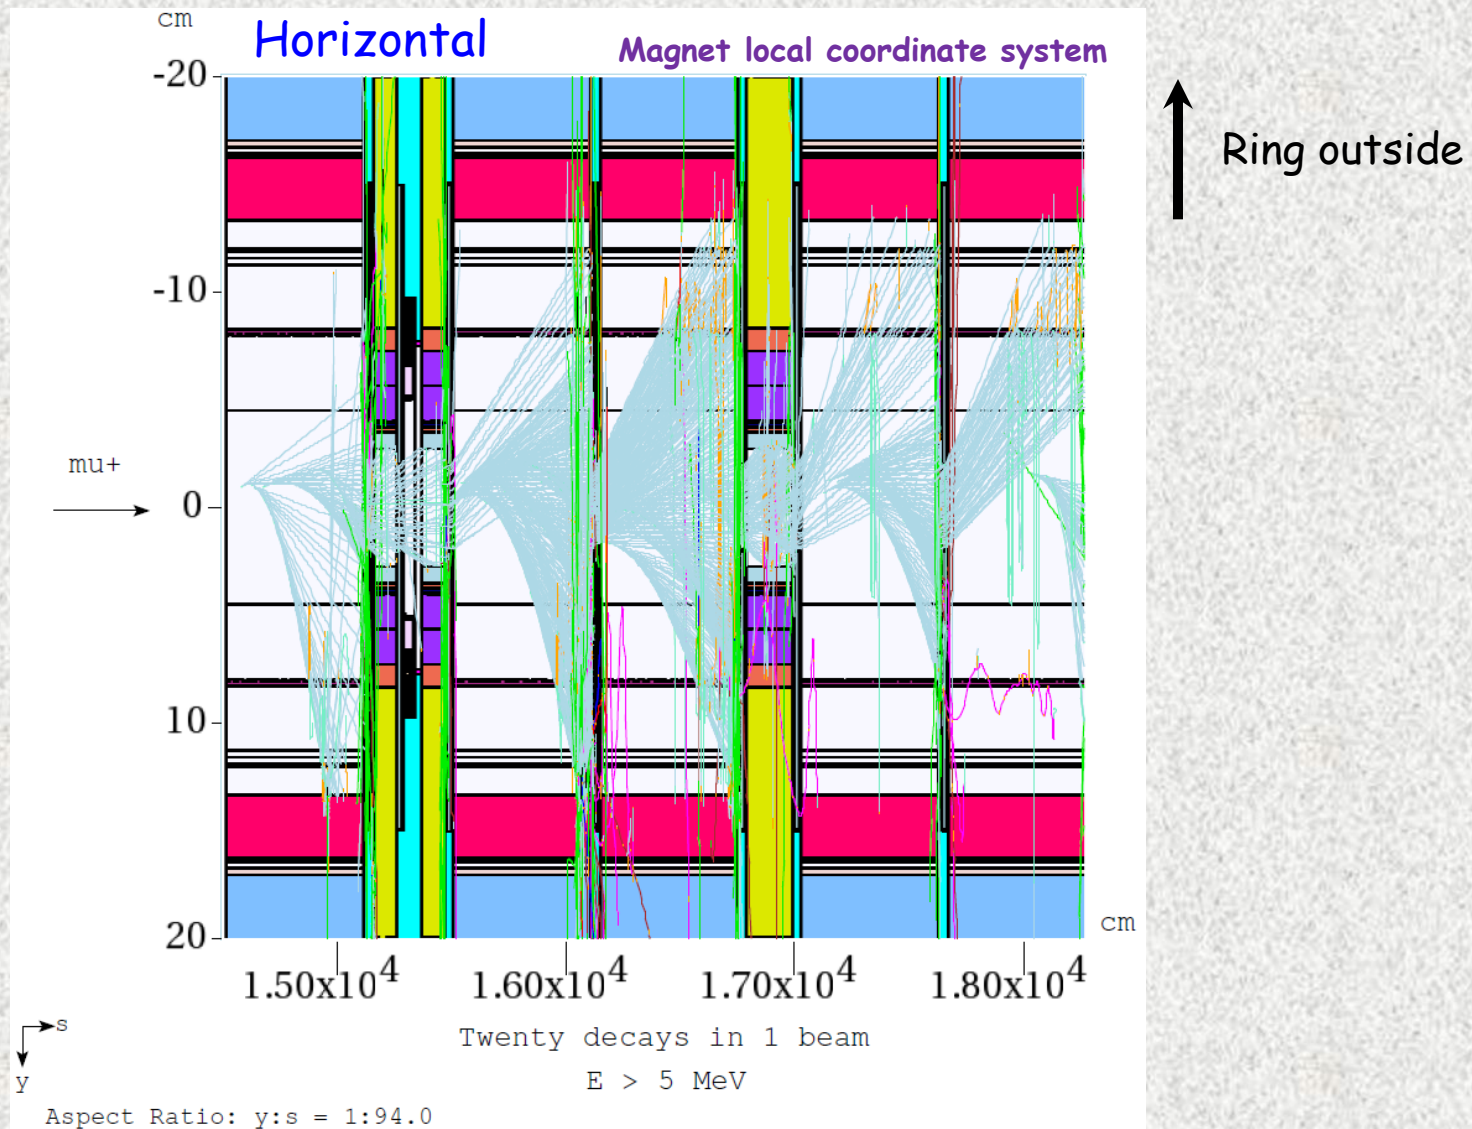 cm
Horizontal
Magnet local coordinate system
-20
Ring outside
-10
mu+
0
10
20
cm
1.50x10^4 1.60x10^4 1.70x10^4 1.80x10^4
s
Twenty decays in 1 beam
y
E > 5 MeV
Aspect Ratio: y:s = 1:94.0